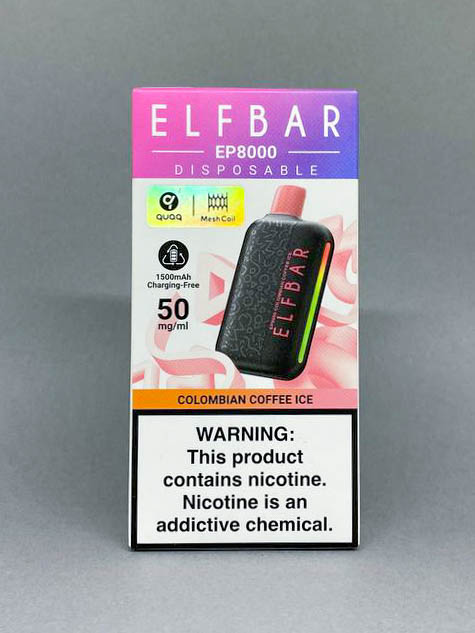 ELFBAR
EP8000
DISPOSABLE
QUAQ | Mesh Coil
1500mAh
Charging-Free
50
mg/ml
ELFBAR
COLOMBIAN COFFEE ICE
WARNING:
This product
contains nicotine.
Nicotine is an
addictive chemical.